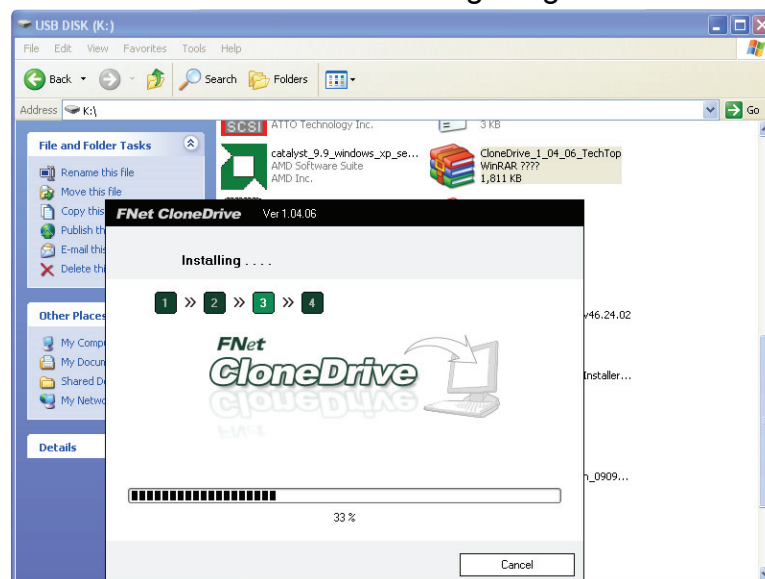 USB DISK (K:)
File Edit View Favorites Tools Help
Back Search Folders
Address K:\ Go
SCSI ATTO Technology Inc. 3 KB
File and Folder Tasks
Rename this file
Move this file
Copy this
Publish th
E-mail this
Delete thi
catalyst_9.9_windows_xp_se...
AMD Software Suite
AMD Inc.
CloneDrive_1_04_06_TechTop
WinRAR ????
1,811 KB
FNet CloneDrive Ver 1.04.06
Installing . . . .
1 » 2 » 3 » 4
FNet
CloneDrive
Other Places
My Compu
My Docum
Shared D
My Netwo
Details
v46.24.02
Installer...
n_0909...
33 %
Cancel